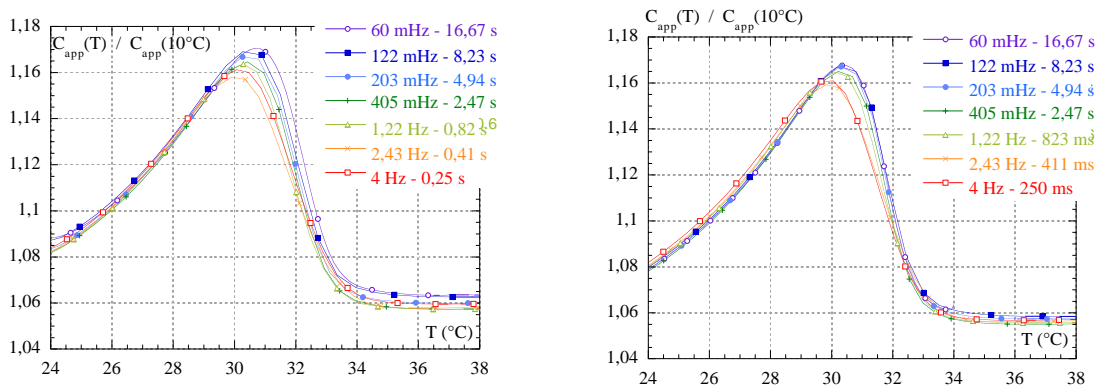 C_app(T) / C_app(10°C)
1,18
1,16
1,14
1,12
1,1
1,08
1,06
1,04
24 26 28 30 32 34 36 38
T (°C)
60 mHz - 16,67 s
122 mHz - 8,23 s
203 mHz - 4,94 s
405 mHz - 2,47 s
1,22 Hz - 0,82 s
2,43 Hz - 0,41 s
4 Hz - 0,25 s
C_app(T) / C_app(10°C)
1,18
1,16
1,14
1,12
1,10
1,08
1,06
1,04
24 26 28 30 32 34 36 38
T (°C)
60 mHz - 16,67 s
122 mHz - 8,23 s
203 mHz - 4,94 s
405 mHz - 2,47 s
1,22 Hz - 823 ms
2,43 Hz - 411 ms
4 Hz - 250 ms